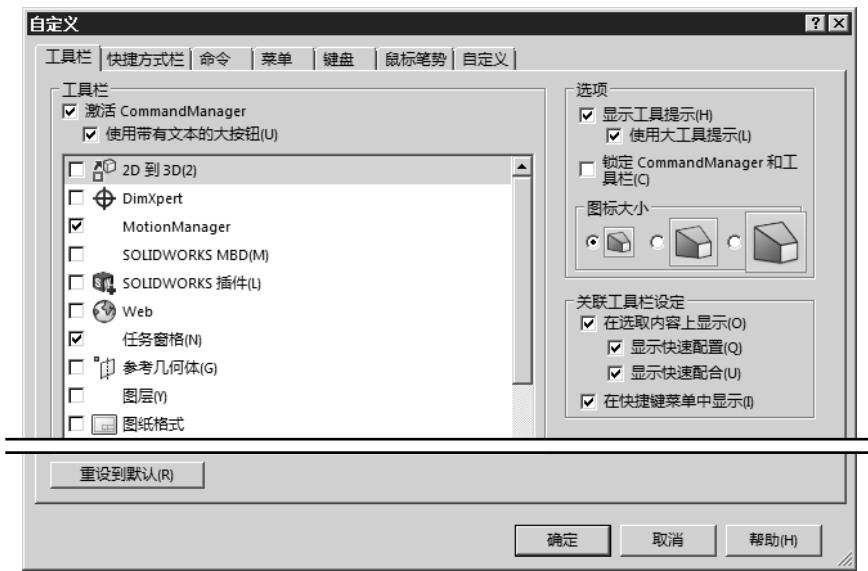 自定义
工具栏 快捷方式栏 命令 菜单 键盘 鼠标笔势 自定义
工具栏
激活 CommandManager
使用带有文本的大按钮(U)
2D 到 3D(2)
DimXpert
MotionManager
SOLIDWORKS MBD(M)
SOLIDWORKS 插件(L)
Web
任务窗格(N)
参考几何体(G)
图层(Y)
图纸格式
选项
显示工具提示(H)
使用大工具提示(L)
锁定 CommandManager 和工
具栏(C)
图标大小
关联工具栏设定
在选取内容上显示(O)
显示快速配置(Q)
显示快速配合(U)
在快捷键菜单中显示(I)
重设到默认(R)
确定 取消 帮助(H)